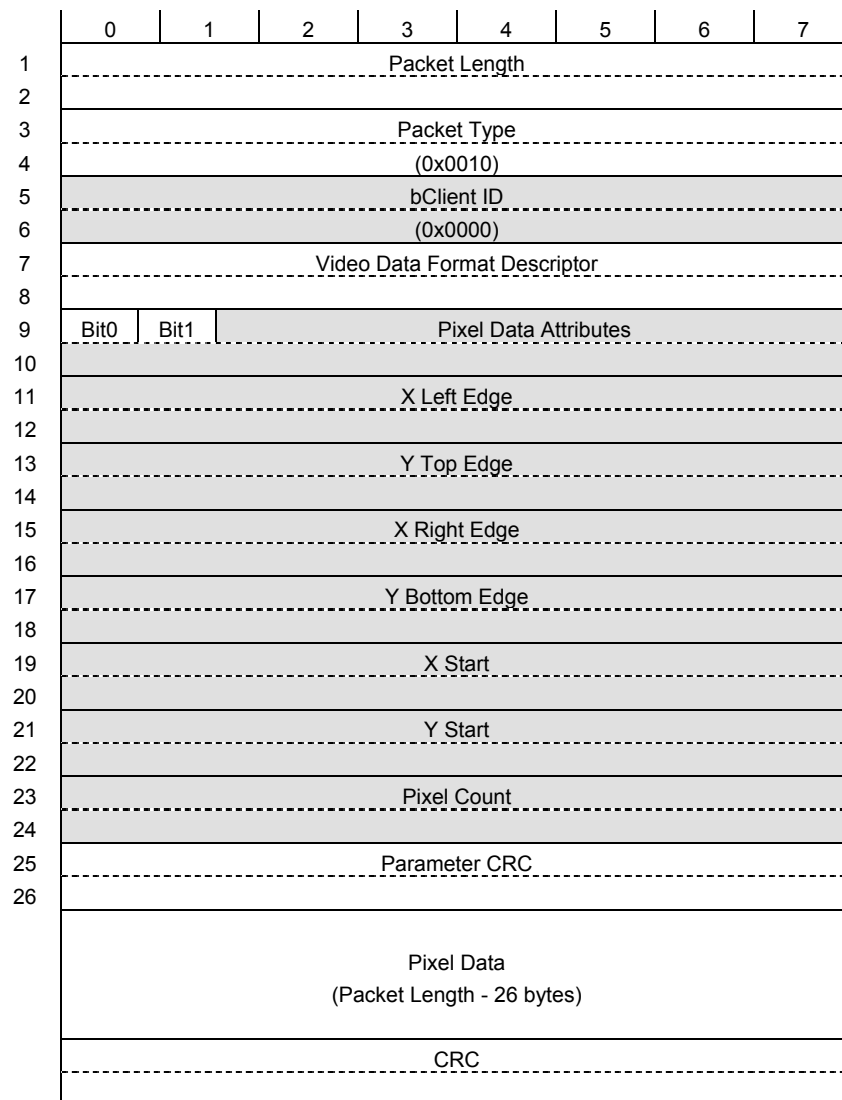 0 1 2 3 4 5 6 7
1 Packet Length
2
3 Packet Type
4 (0x0010)
5 bClient ID
6 (0x0000)
7 Video Data Format Descriptor
8
9 Bit0 Bit1 Pixel Data Attributes
10
11 X Left Edge
12
13 Y Top Edge
14
15 X Right Edge
16
17 Y Bottom Edge
18
19 X Start
20
21 Y Start
22
23 Pixel Count
24
25 Parameter CRC
26
Pixel Data
(Packet Length - 26 bytes)
CRC